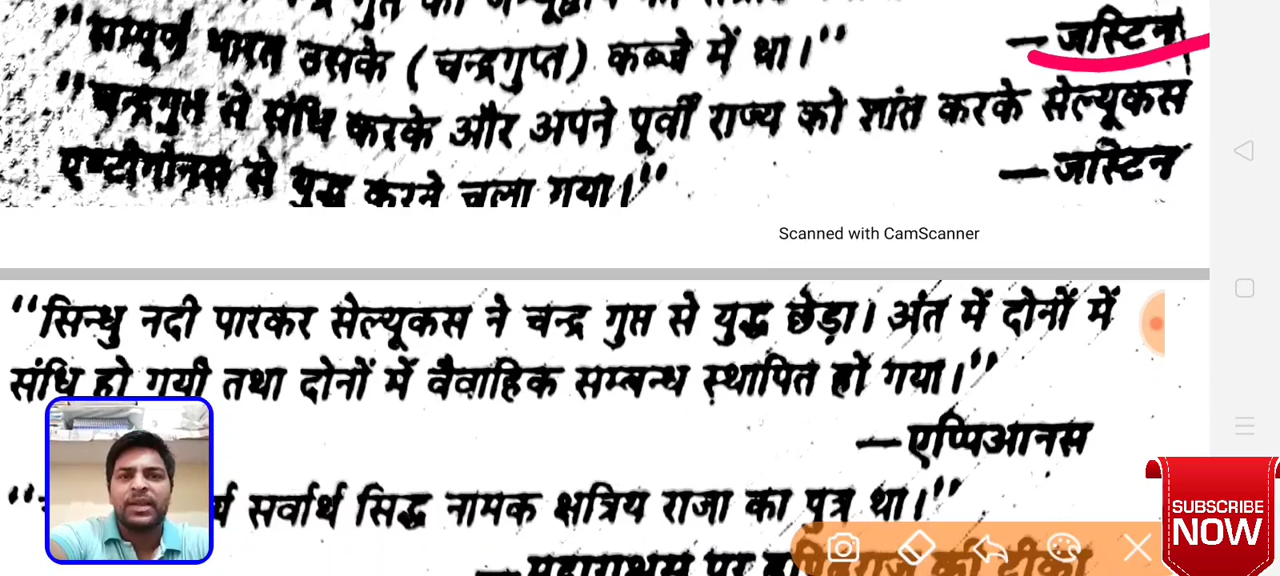 "सम्पूर्ण भारत उसके (चन्द्रगुप्त) कब्जे में था।" —जस्टिन
"चन्द्रगुप्त से संधि करके और अपने पूर्वी राज्य को शांत करके सेल्यूकस
एण्टीगोनस से युद्ध करने चला गया।" —जस्टिन
Scanned with CamScanner
"सिन्धु नदी पारकर सेल्यूकस ने चन्द्र गुप्त से युद्ध छेड़ा। अंत में दोनों में
संधि हो गयी तथा दोनों में वैवाहिक सम्बन्ध स्थापित हो गया।"
—एप्पिआनस
सर्वार्थ सिद्ध नामक क्षत्रिय राजा का पुत्र था।"
पर की टीका
SUBSCRIBE
NOW